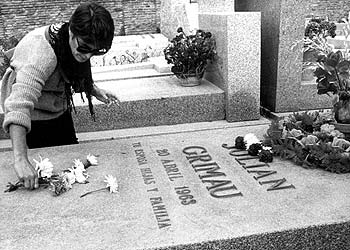 JULIAN
GRIMAU
20 ABRIL 1963
TU ESPOSA HIJAS Y FAMILIA